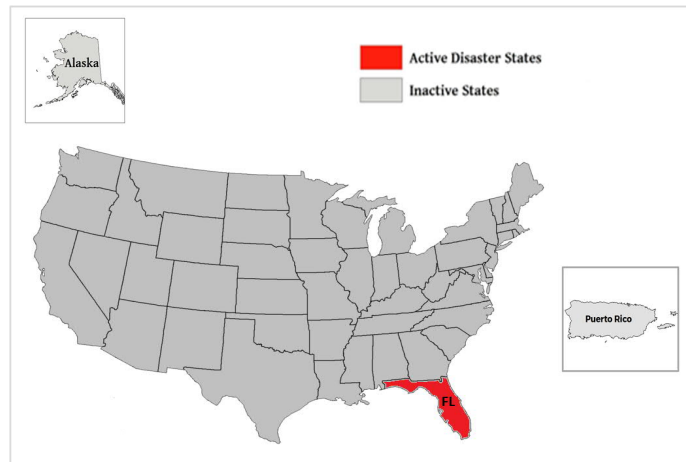 Alaska
Active Disaster States
Inactive States
Puerto Rico
FL